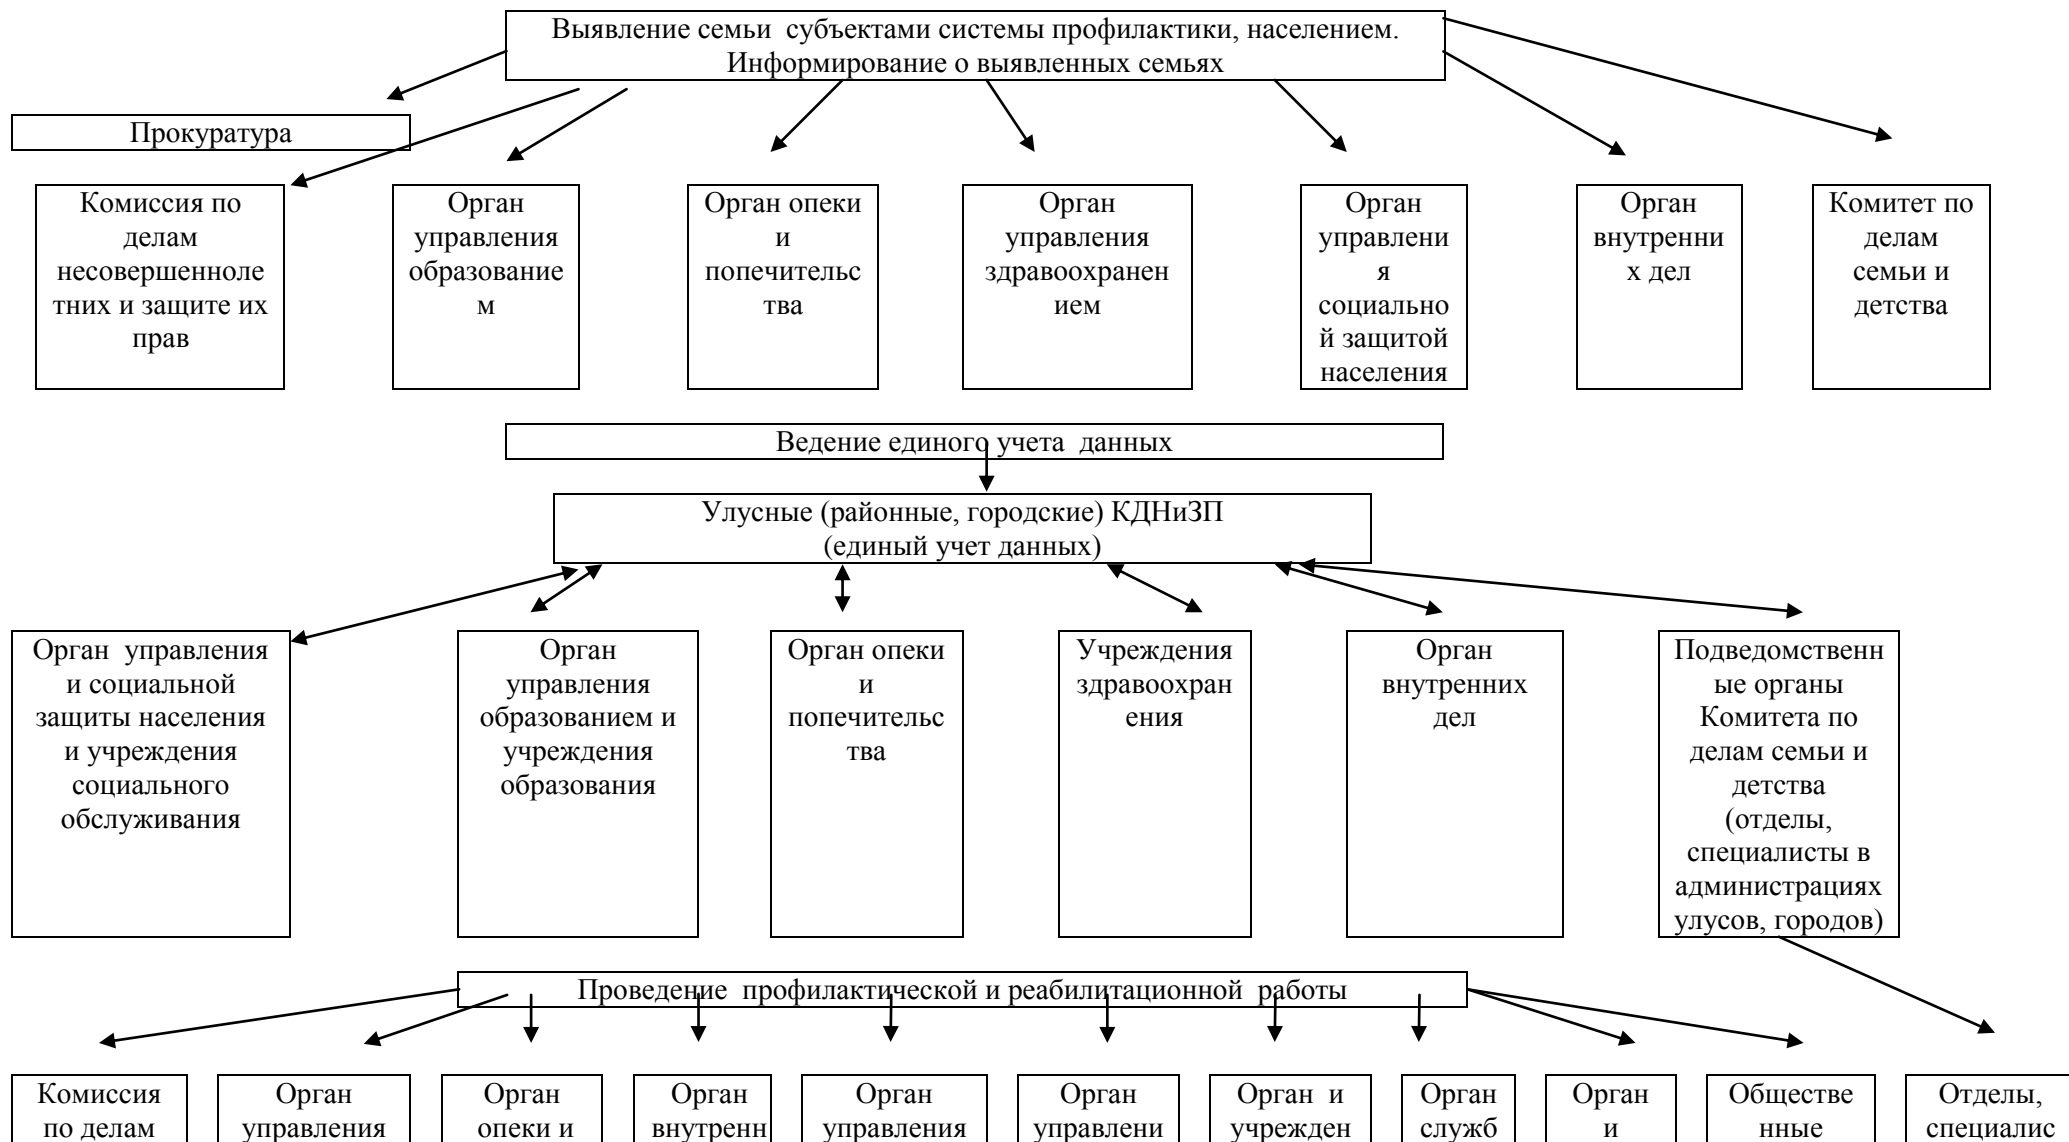 Выявление семьи субъектами системы профилактики, населением.
Информирование о выявленных семьях
Прокуратура
Комиссия по
делам
несовершенноле
тних и защите их
прав
Орган
управления
образование
м
Орган опеки
и
попечительс
тва
Орган
управления
здравоохранен
ием
Орган
управлени
я
социально
й защитой
населения
Орган
внутренни
х дел
Комитет по
делам
семьи и
детства
Ведение единого учета данных
Улусные (районные, городские) КДНиЗП
(единый учет данных)
Орган управления
и социальной
защиты населения
и учреждения
социального
обслуживания
Орган
управления
образованием и
учреждения
образования
Орган опеки
и
попечительс
тва
Учреждения
здравоохран
ения
Орган
внутренних
дел
Подведомственн
ые органы
Комитета по
делам семьи и
детства
(отделы,
специалисты в
администрациях
улусов, городов)
Проведение профилактической и реабилитационной работы
Комиссия
по делам
Орган
управления
Орган
опеки и
Орган
внутренн
Орган
управления
Орган
управлени
Орган и
учрежден
Орган
служб
Орган
и
Обществе
нные
Отделы,
специалис